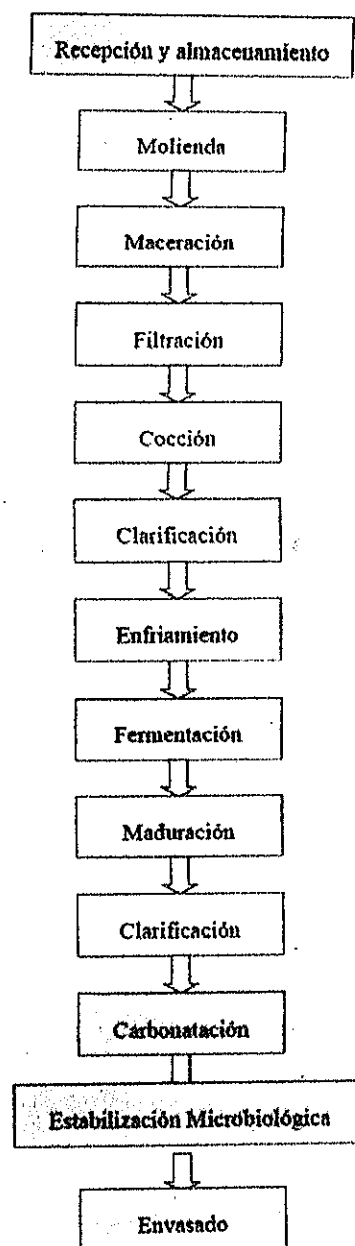 Recepción y almacenamiento
Molienda
Maceración
Filtración
Cocción
Clarificación
Enfriamiento
Fermentación
Maduración
Clarificación
Carbonatación
Estabilización Microbiológica
Envasado